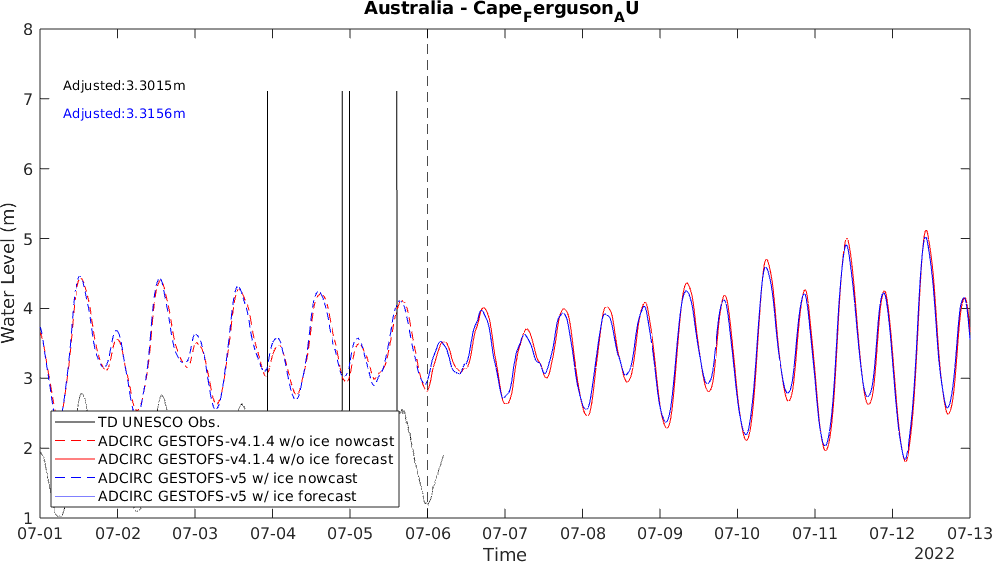 Australia - Cape_Ferguson_AU
Water Level (m)
8
7
6
5
4
3
2
1
Adjusted:3.3015m
Adjusted:3.3156m
TD UNESCO Obs.
ADCIRC GESTOFS-v4.1.4 w/o ice nowcast
ADCIRC GESTOFS-v4.1.4 w/o ice forecast
ADCIRC GESTOFS-v5 w/ ice nowcast
ADCIRC GESTOFS-v5 w/ ice forecast
07-01 07-02 07-03 07-04 07-05 07-06 07-07 07-08 07-09 07-10 07-11 07-12 07-13
Time
2022